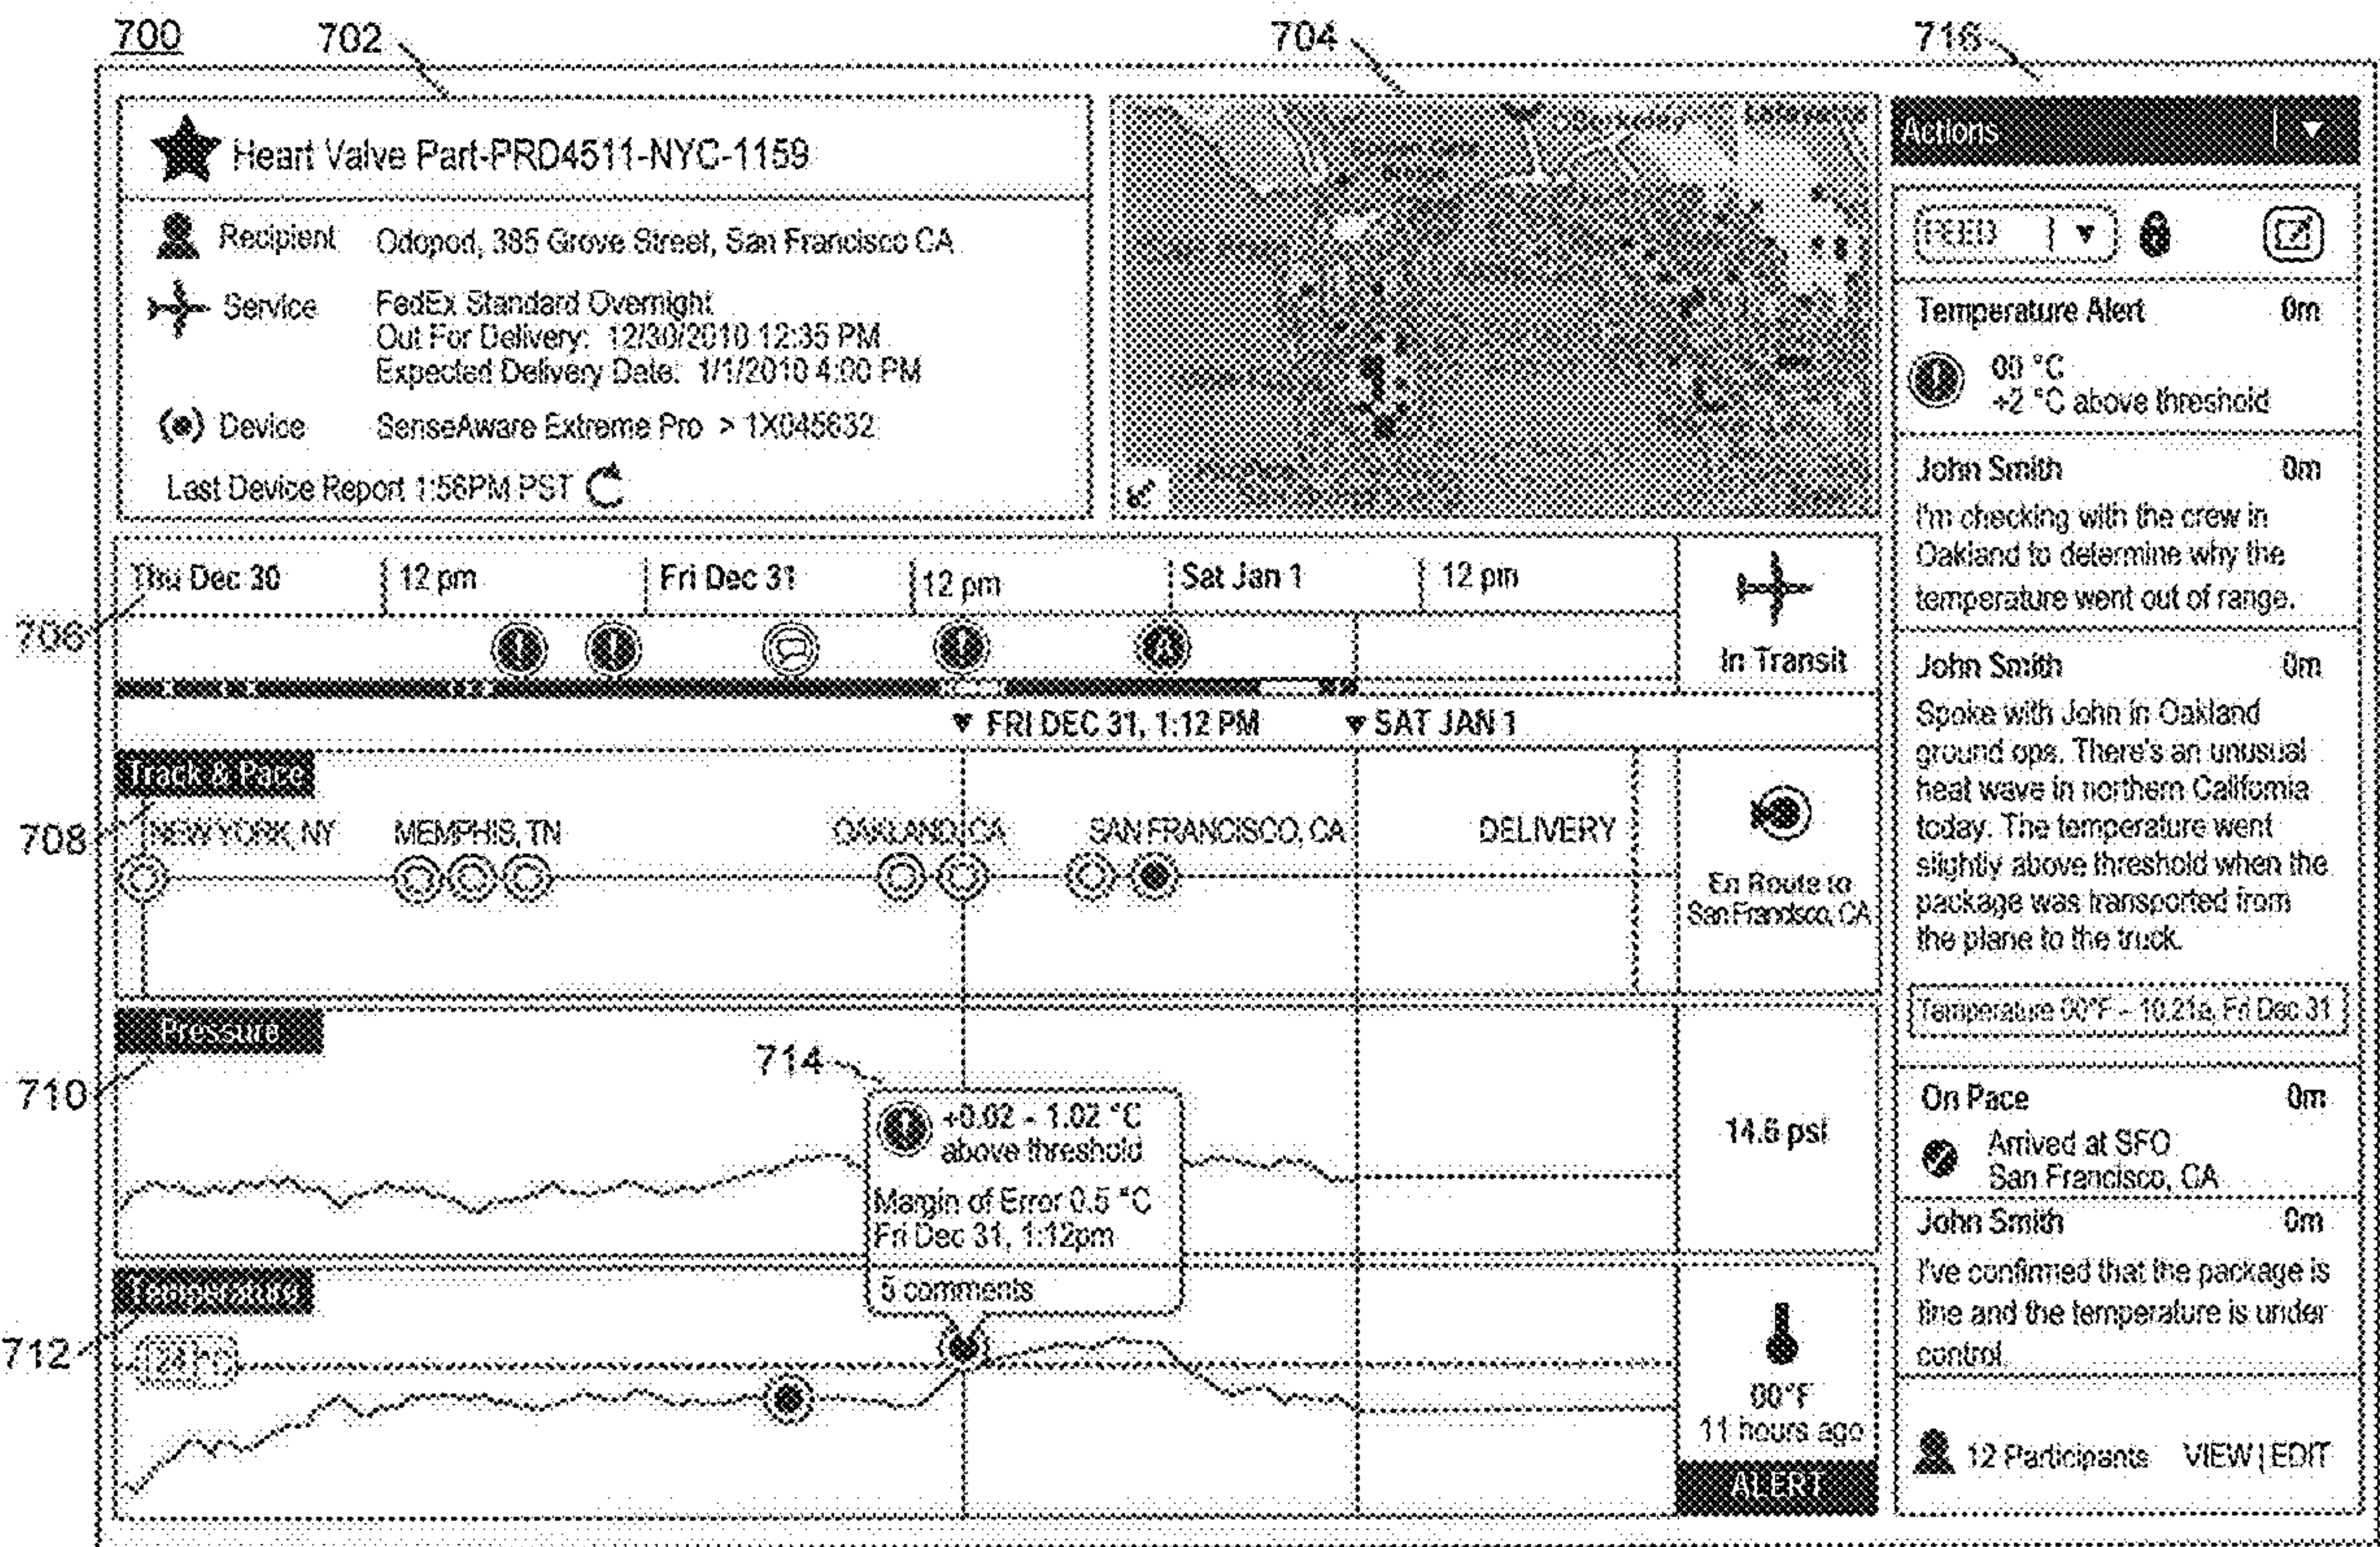 700
702
704
716
Heart Valve Part-PRD4511-NYC-1159
Recipient Odopod, 385 Grove Street, San Francisco CA
Service FedEx Standard Overnight
Out For Delivery: 12/30/2010 12:35 PM
Expected Delivery Date: 1/1/2010 4:00 PM
Device SenseAware Extreme Pro > 1X045632
Last Device Report 1:56PM PST
Actions
FEED
Temperature Alert 0m
00 °C
+2 °C above threshold
John Smith 0m
I'm checking with the crew in
Oakland to determine why the
temperature went out of range.
John Smith 0m
Spoke with John in Oakland
ground ops. There's an unusual
heat wave in northern California
today. The temperature went
slightly above threshold when the
package was transported from
the plane to the truck.
Temperature 00°F - 10.21a, Fri Dec 31
On Pace 0m
Arrived at SFO
San Francisco, CA
John Smith 0m
I've confirmed that the package is
fine and the temperature is under
control.
12 Participants VIEW | EDIT
706
Thu Dec 30 12 pm Fri Dec 31 12 pm Sat Jan 1 12 pm
In Transit
FRI DEC 31, 1:12 PM SAT JAN 1
708
Track & Pace
NEW YORK, NY MEMPHIS, TN OAKLAND, CA SAN FRANCISCO, CA DELIVERY
En Route to
San Francisco, CA
710
Pressure
14.6 psi
714
+0.02 - 1.02 °C
above threshold
Margin of Error 0.5 °C
Fri Dec 31, 1:12pm
5 comments
712
Temperature
24 °C
00°F
11 hours ago
ALERT